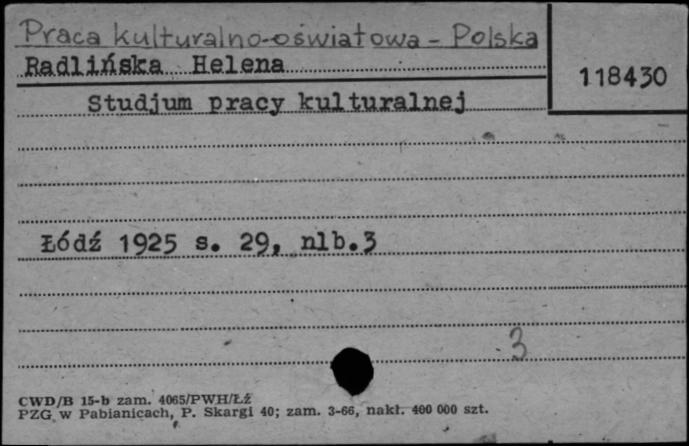 Praca kulturalno-oświatowa - Polska
Radlińska Helena
118430
Studjum pracy kulturalnej
Łódź 1925 s. 29, nlb.3
3
CWD/B 15-b zam. 4065/PWH/Łź
PZG w Pabianicach, P. Skargi 40; zam. 3-66, nakł. 400 000 szt.